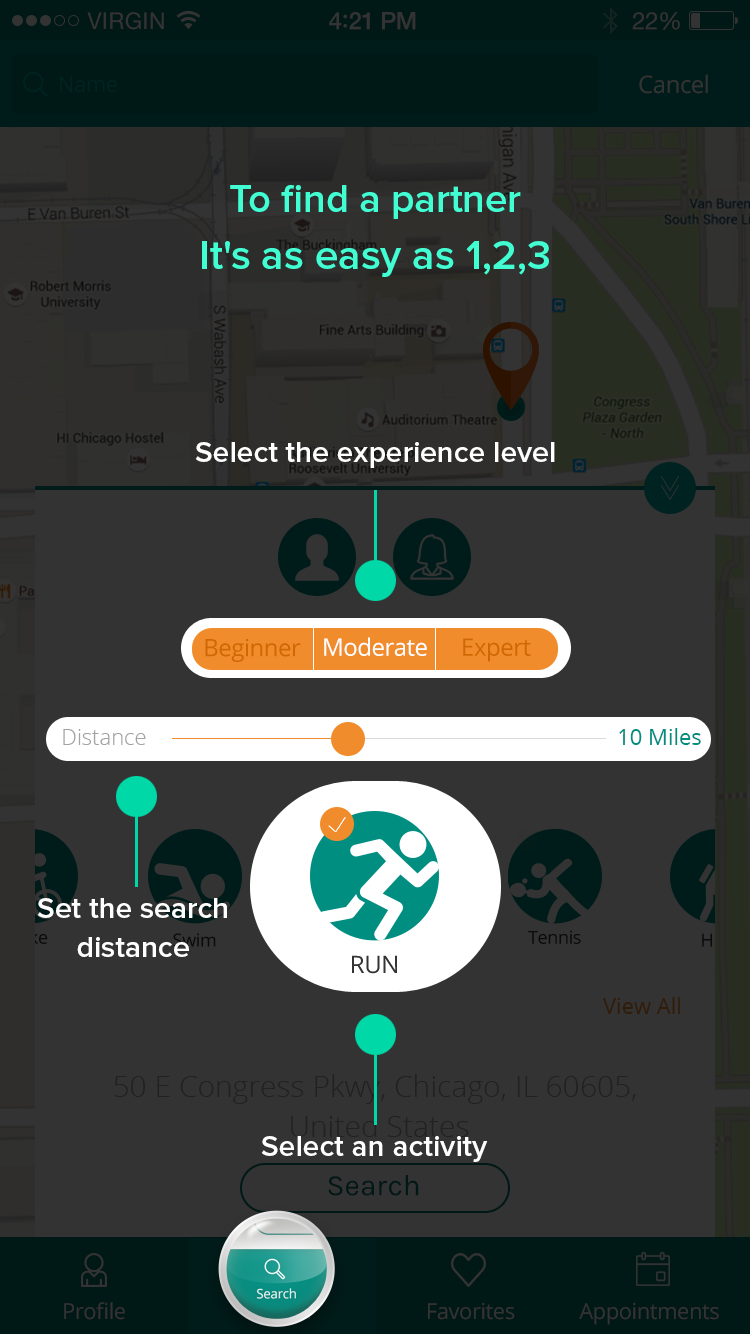 VIRGIN
4:21 PM
22%
Name
Cancel
igan Av
To find a partner
It's as easy as 1,2,3
E Van Buren St
Van Buren
South Shore L
The Buckingham
Robert Morris
University
S Wabash Ave
Fine Arts Building
Auditorium Theatre
Congress
Plaza Garden
- North
HI Chicago Hostel
Select the experience level
Roosevelt University
Pa
Beginner
Moderate
Expert
Distance
10 Miles
Set the search
distance
ke
Swim
RUN
Tennis
H
View All
50 E Congress Pkwy, Chicago, IL 60605,
United States
Select an activity
Search
Profile
Search
Favorites
Appointments